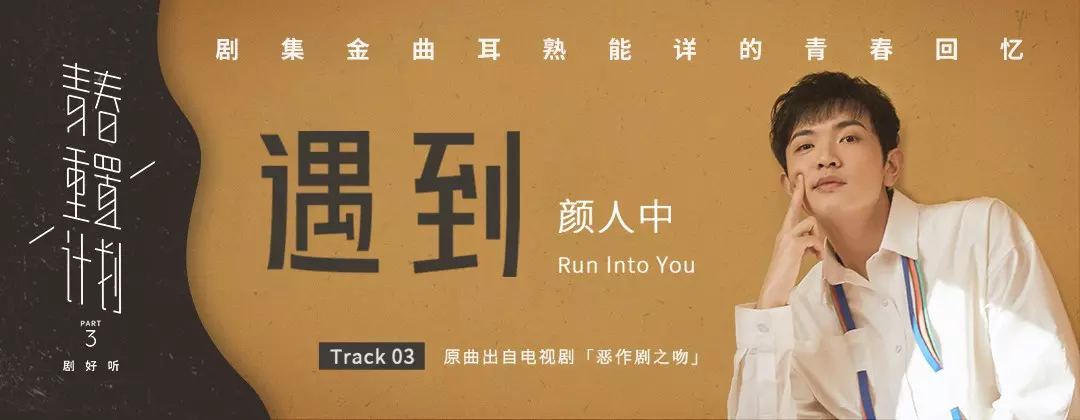 剧集金曲耳熟能详的青春回忆
青春
重置
计划
PART
3
剧好听
遇到
颜人中
Run Into You
Track 03
原曲出自电视剧「恶作剧之吻」